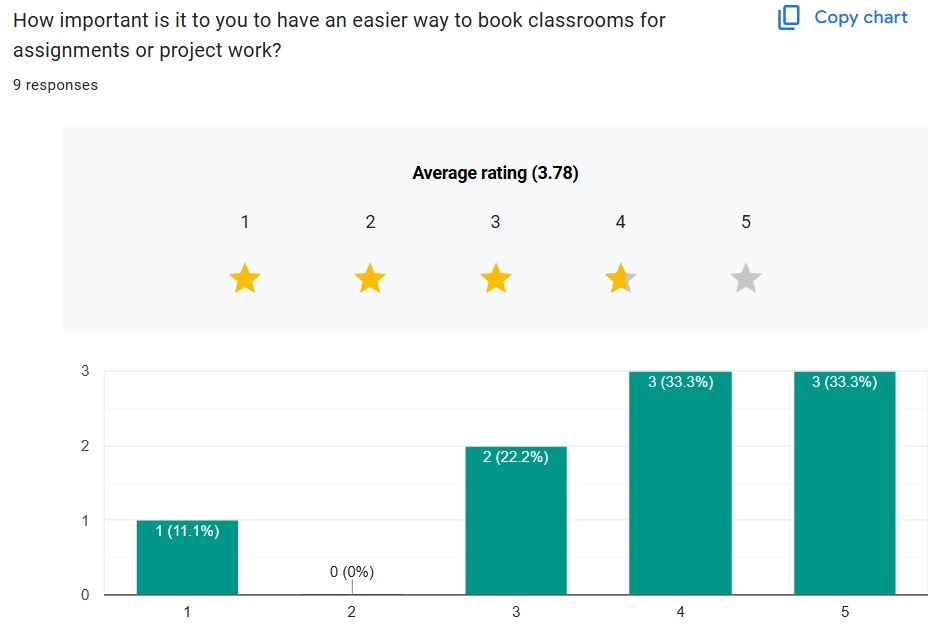 How important is it to you to have an easier way to book classrooms for
assignments or project work?
Copy chart
9 responses
Average rating (3.78)
1 2 3 4 5
3
2
1
0
1 (11.1%)
0 (0%)
2 (22.2%)
3 (33.3%)
3 (33.3%)
1 2 3 4 5